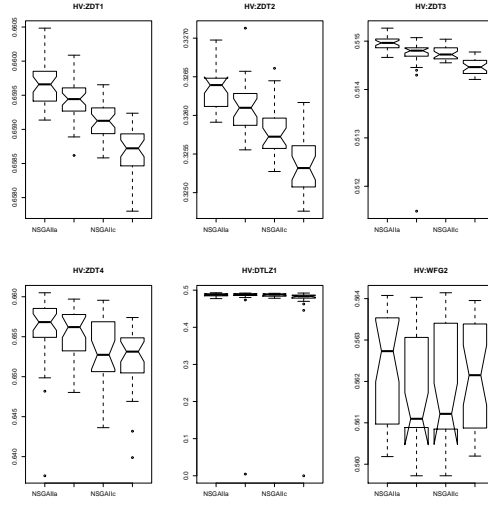 HV:ZDT1
0.6605
0.6600
0.6595
0.6590
0.6585
0.6580
NSGAIIa NSGAIIc
HV:ZDT2
0.3270
0.3265
0.3260
0.3255
0.3250
NSGAIIa NSGAIIc
HV:ZDT3
0.515
0.514
0.513
0.512
NSGAIIa NSGAIIc
HV:ZDT4
0.660
0.655
0.650
0.645
0.640
NSGAIIa NSGAIIc
HV:DTLZ1
0.5
0.4
0.3
0.2
0.1
0.0
NSGAIIa NSGAIIc
HV:WFG2
0.564
0.563
0.562
0.561
0.560
NSGAIIa NSGAIIc